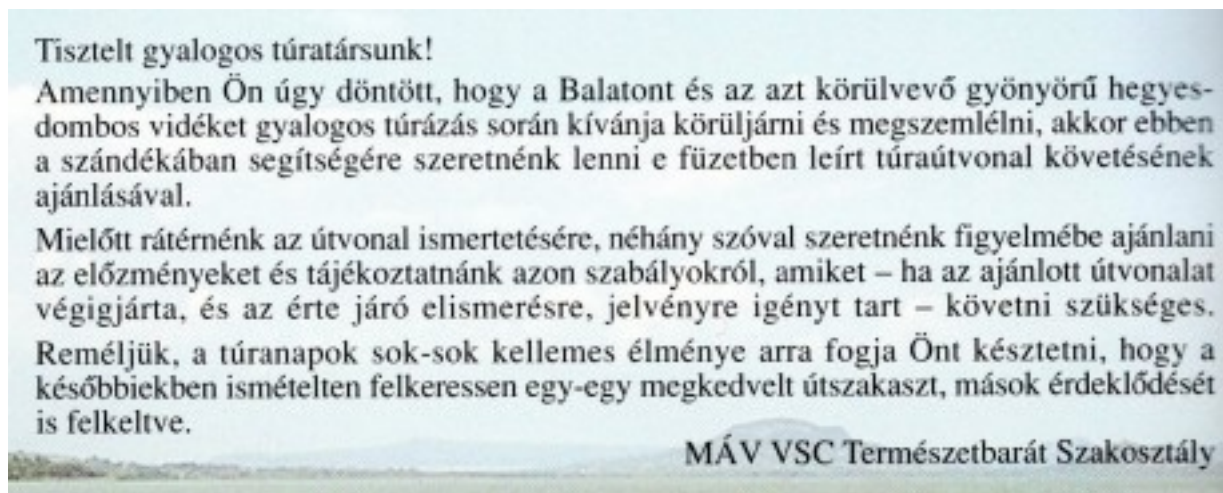 Tisztelt gyalogos túratársunk!
Amennyiben Ön úgy döntött, hogy a Balatont és az azt körülvevő gyönyörű hegyes-
dombos vidéket gyalogos túrázás során kívánja körüljárni és megszemlélni, akkor ebben
a szándékában segítségére szeretnénk lenni e füzetben leírt túraútvonal követésének
ajánlásával.
Mielőtt rátérnénk az útvonal ismertetésére, néhány szóval szeretnénk figyelmébe ajánlani
az előzményeket és tájékoztatnánk azon szabályokról, amiket – ha az ajánlott útvonalat
végigjárta, és az érte járó elismerésre, jelvényre igényt tart – követni szükséges.
Reméljük, a túranapok sok-sok kellemes élménye arra fogja Önt késztetni, hogy a
későbbiekben ismételten felkeressen egy-egy megkedvelt útszakaszt, mások érdeklődését
is felkeltve.
MÁV VSC Természetbarát Szakosztály